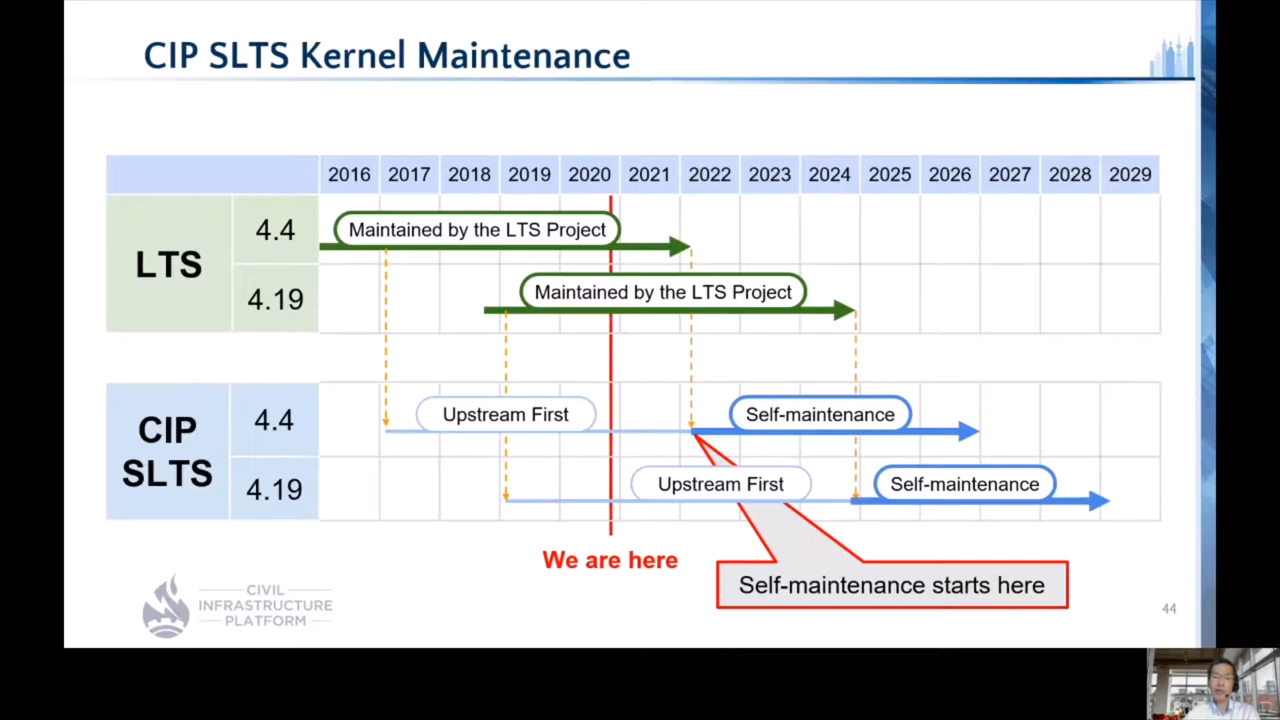 CIP SLTS Kernel Maintenance
2016 2017 2018 2019 2020 2021 2022 2023 2024 2025 2026 2027 2028 2029
LTS
4.4
Maintained by the LTS Project
4.19
Maintained by the LTS Project
CIP
SLTS
4.4
Upstream First
Self-maintenance
4.19
Upstream First
Self-maintenance
We are here
Self-maintenance starts here
CIVIL
INFRASTRUCTURE
PLATFORM
44